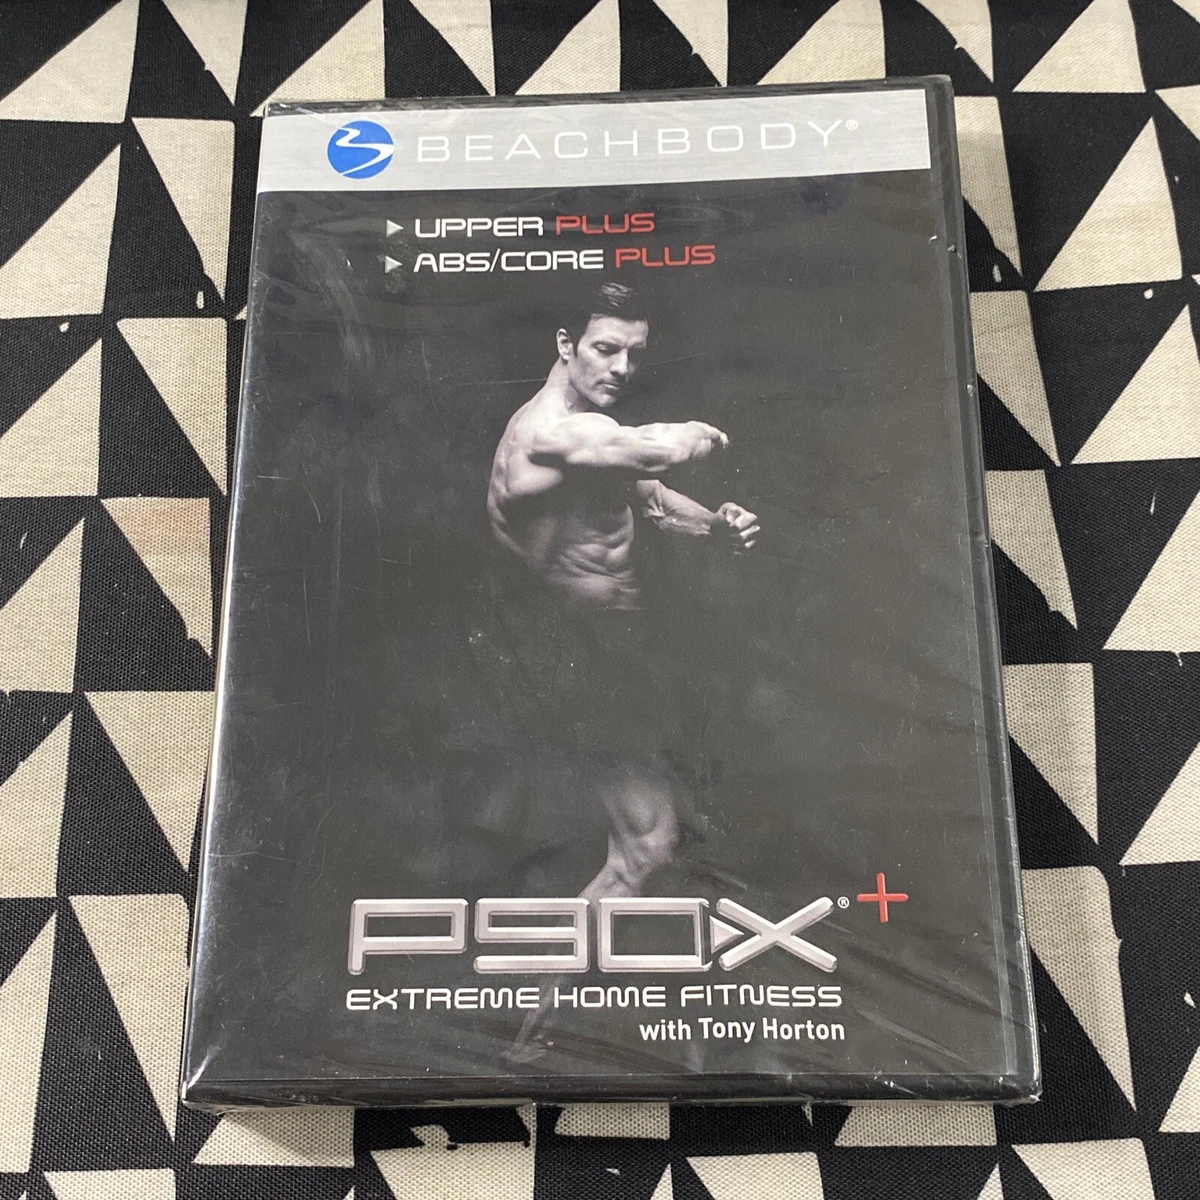 BEACHBODY®
UPPER PLUS
ABS/CORE PLUS
P90X®+
EXTREME HOME FITNESS
with Tony Horton